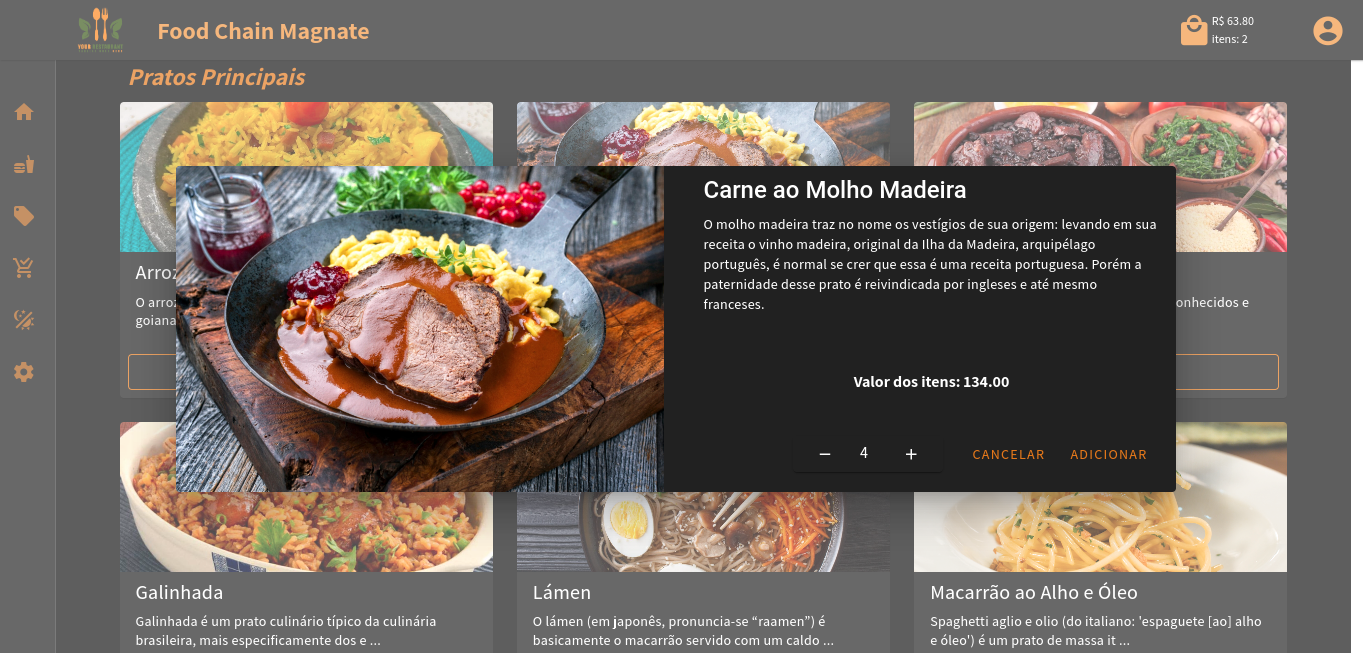 Food Chain Magnate
R$ 63.80
itens: 2
Pratos Principais
Carne ao Molho Madeira
O molho madeira traz no nome os vestígios de sua origem: levando em sua
receita o vinho madeira, original da Ilha da Madeira, arquipélago
português, é normal se crer que essa é uma receita portuguesa. Porém a
paternidade desse prato é reivindicada por ingleses e até mesmo
franceses.
Valor dos itens: 134.00
4
CANCELAR
ADICIONAR
Arroz
O arroz
goiana
onhecidos e
Galinhada
Galinhada é um prato culinário típico da culinária
brasileira, mais especificamente dos e ...
Lámen
O lámen (em japonês, pronuncia-se “raamen”) é
basicamente o macarrão servido com um caldo ...
Macarrão ao Alho e Óleo
Spaghetti aglio e olio (do italiano: 'espaguete [ao] alho
e óleo') é um prato de massa it ...